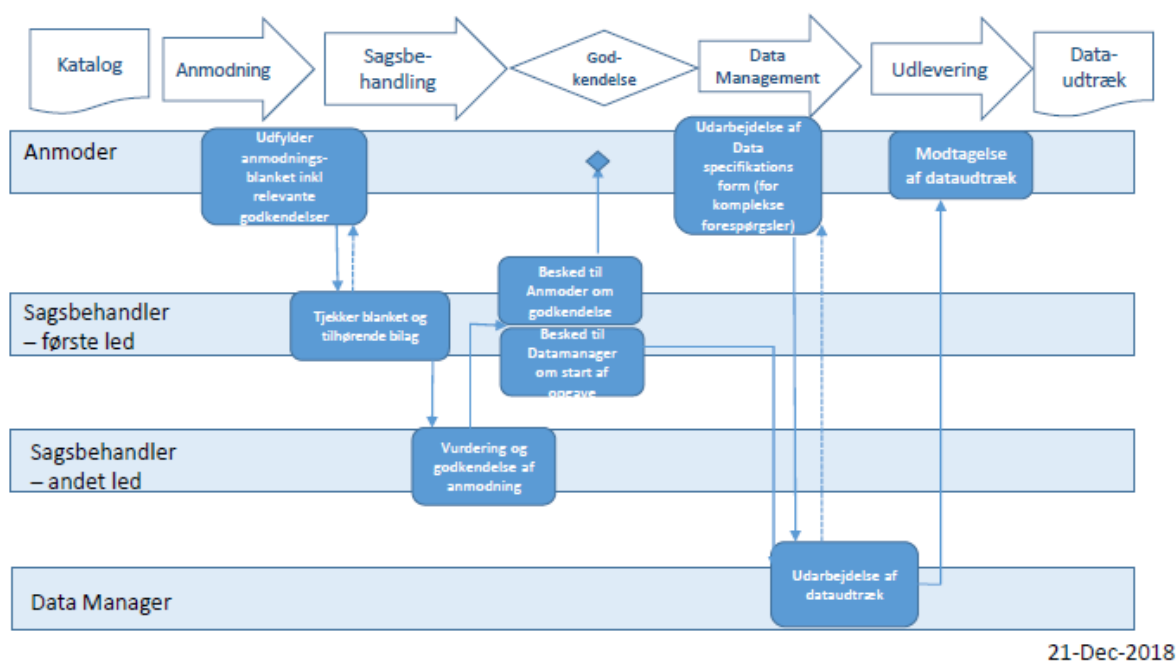 Katalog
Anmodning
Sagsbe-
handling
God-
kendelse
Data
Management
Udlevering
Data-
udtræk
Anmoder
Udfylder
anmodnings-
blanket inkl
relevante
godkendelser
Udarbejdelse af
Data
specifikations
form (for
komplekse
forespørgsler)
Modtagelse
af dataudtræk
Sagsbehandler
– første led
Tjekker blanket og
tilhørende bilag
Besked til
Anmoder om
godkendelse
Besked til
Datamanager
om start af
opgave
Sagsbehandler
– andet led
Vurdering og
godkendelse af
anmodning
Data Manager
Udarbejdelse af
dataudtræk
21-Dec-2018